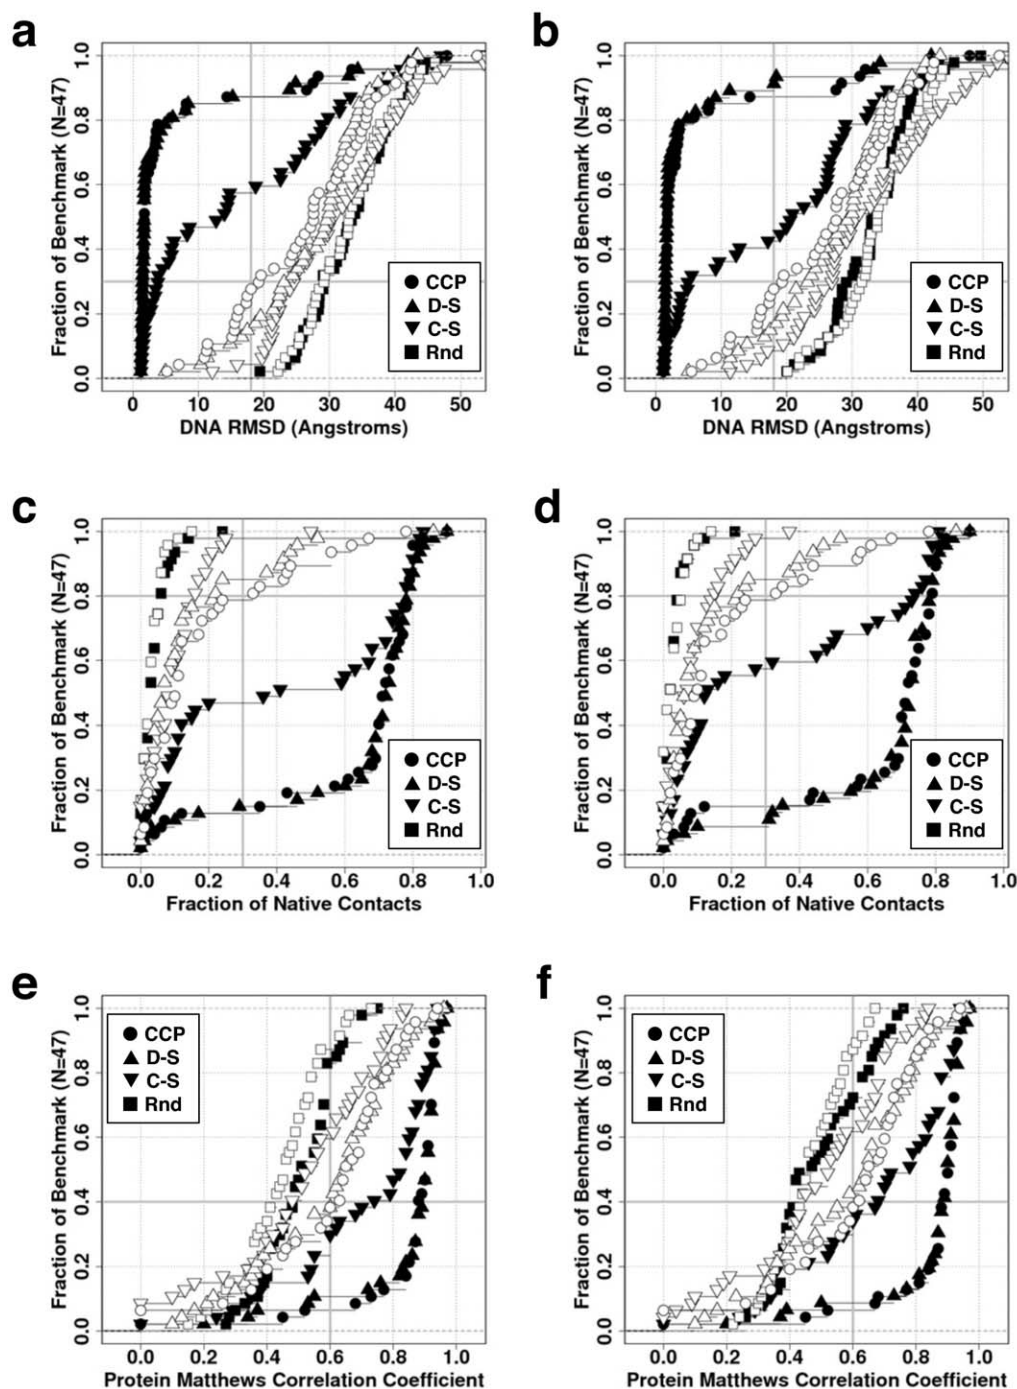 a
b
Fraction of Benchmark (N=47)
1.0
0.8
0.6
0.4
0.2
0.0
CCP
D-S
C-S
Rnd
0 10 20 30 40 50
DNA RMSD (Angstroms)
Fraction of Benchmark (N=47)
1.0
0.8
0.6
0.4
0.2
0.0
CCP
D-S
C-S
Rnd
0 10 20 30 40 50
DNA RMSD (Angstroms)
c
d
Fraction of Benchmark (N=47)
1.0
0.8
0.6
0.4
0.2
0.0
CCP
D-S
C-S
Rnd
0.0 0.2 0.4 0.6 0.8 1.0
Fraction of Native Contacts
Fraction of Benchmark (N=47)
1.0
0.8
0.6
0.4
0.2
0.0
CCP
D-S
C-S
Rnd
0.0 0.2 0.4 0.6 0.8 1.0
Fraction of Native Contacts
e
f
Fraction of Benchmark (N=47)
1.0
0.8
0.6
0.4
0.2
0.0
CCP
D-S
C-S
Rnd
0.0 0.2 0.4 0.6 0.8 1.0
Protein Matthews Correlation Coefficient
Fraction of Benchmark (N=47)
1.0
0.8
0.6
0.4
0.2
0.0
CCP
D-S
C-S
Rnd
0.0 0.2 0.4 0.6 0.8 1.0
Protein Matthews Correlation Coefficient